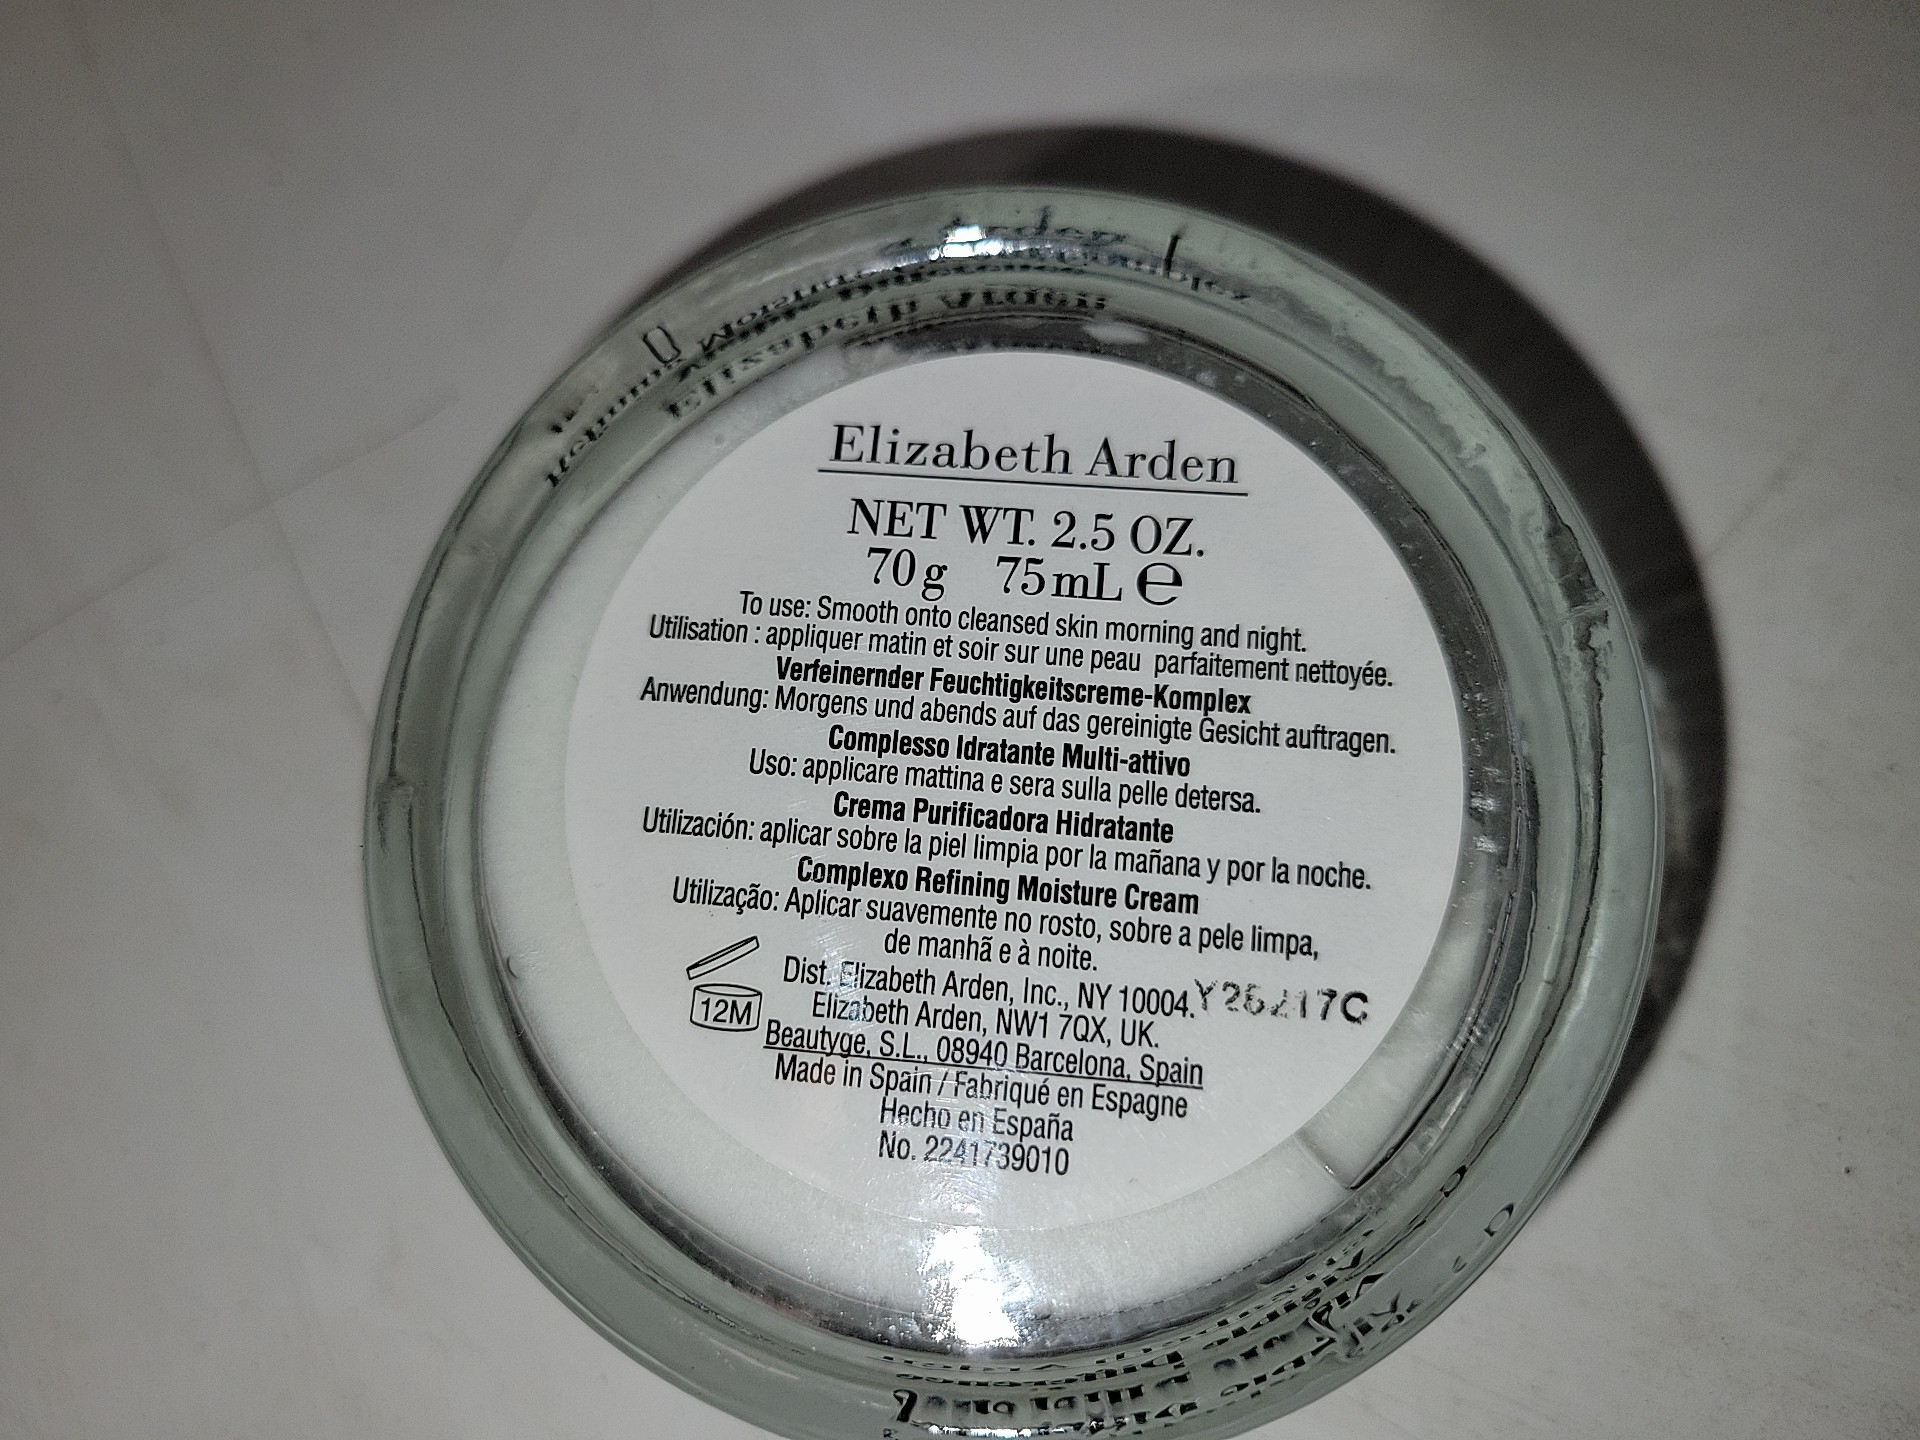 Elizabeth Arden
NET WT. 2.5 OZ.
70g 75mL e
To use: Smooth onto cleansed skin morning and night.
Utilisation : appliquer matin et soir sur une peau parfaitement nettoyée.
Verfeinernder Feuchtigkeitscreme-Komplex
Anwendung: Morgens und abends auf das gereinigte Gesicht auftragen.
Complesso Idratante Multi-attivo
Uso: applicare mattina e sera sulla pelle detersa.
Crema Purificadora Hidratante
Utilización: aplicar sobre la piel limpia por la mañana y por la noche.
Complexo Refining Moisture Cream
Utilização: Aplicar suavemente no rosto, sobre a pele limpa,
de manhã e à noite.
Dist. Elizabeth Arden, Inc., NY 10004.
12M Elizabeth Arden, NW1 7QX, UK.
Beautyge, S.L., 08940 Barcelona, Spain
Made in Spain / Fabriqué en Espagne
Hecho en España
No. 2241739010